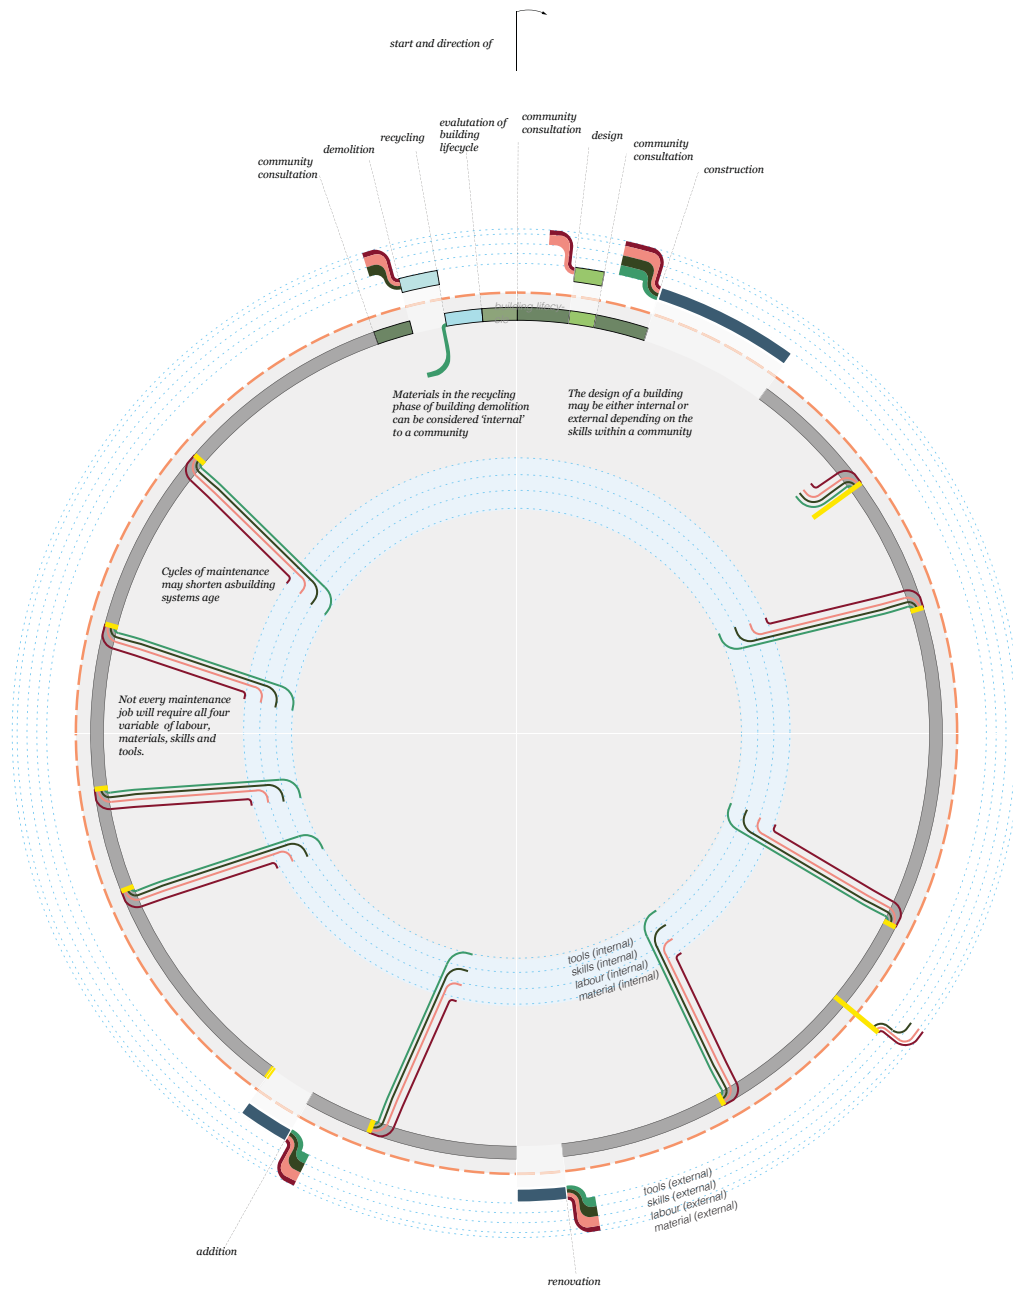 start and direction of
community
consultation
demolition
recycling
evalutation of
building
lifecycle
community
consultation
design
community
consultation
construction
building lifecy-
cle
Materials in the recycling
phase of building demolition
can be considered ‘internal’
to a community
The design of a building
may be either internal or
external depending on the
skills within a community
Cycles of maintenance
may shorten asbuilding
systems age
Not every maintenance
job will require all four
variable of labour,
materials, skills and
tools.
tools (internal)
skills (internal)
labour (internal)
material (internal)
tools (external)
skills (external)
labour (external)
material (external)
addition
renovation